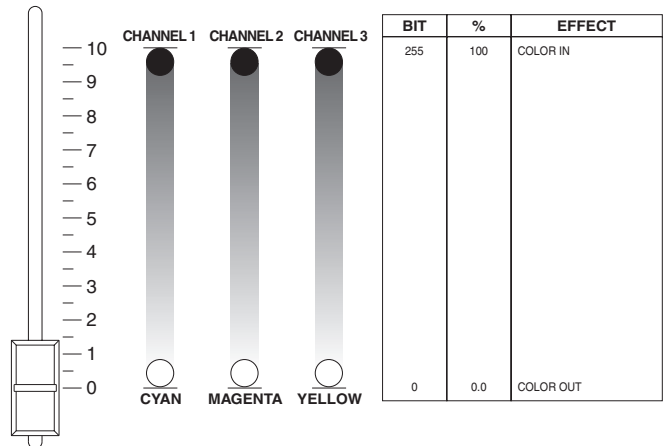 CHANNEL 1 CHANNEL 2 CHANNEL 3
10
9
8
7
6
5
4
3
2
1
0
CYAN MAGENTA YELLOW
BIT % EFFECT
255 100 COLOR IN
0 0.0 COLOR OUT